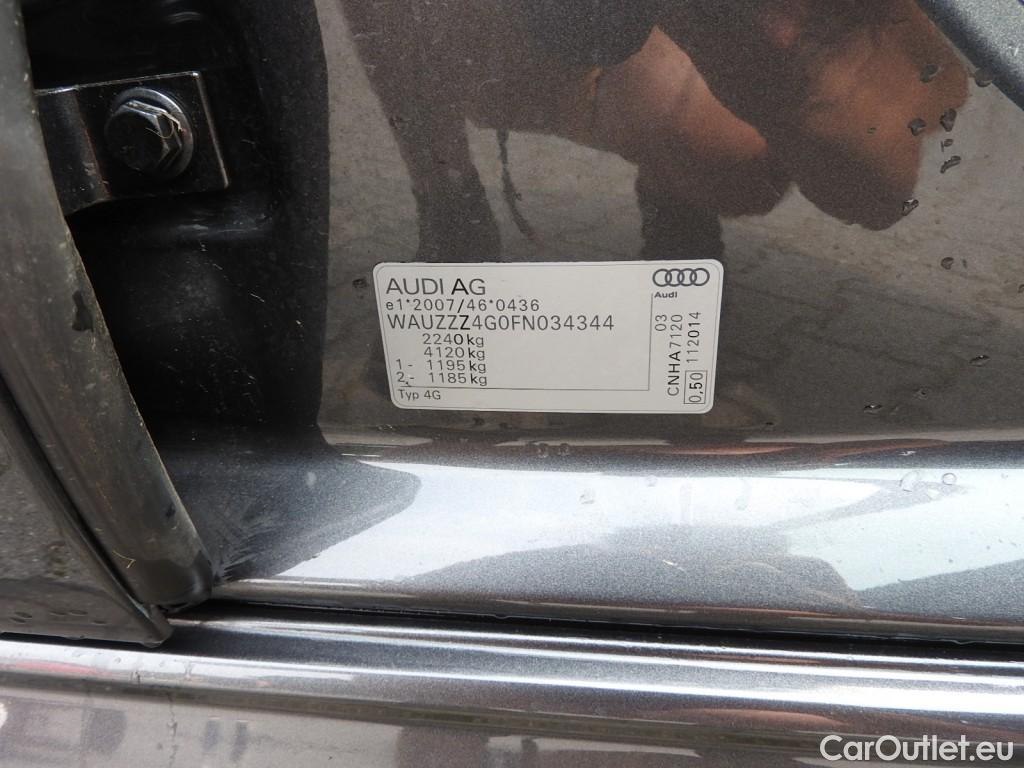 AUDI AG
Audi
e1*2007/46*0436
WAUZZZ4G0FN034344
2240kg
4120kg
1- 1195kg
2- 1185kg
Typ 4G
CNHA7120 03
0,50 112014
CarOutlet.eu